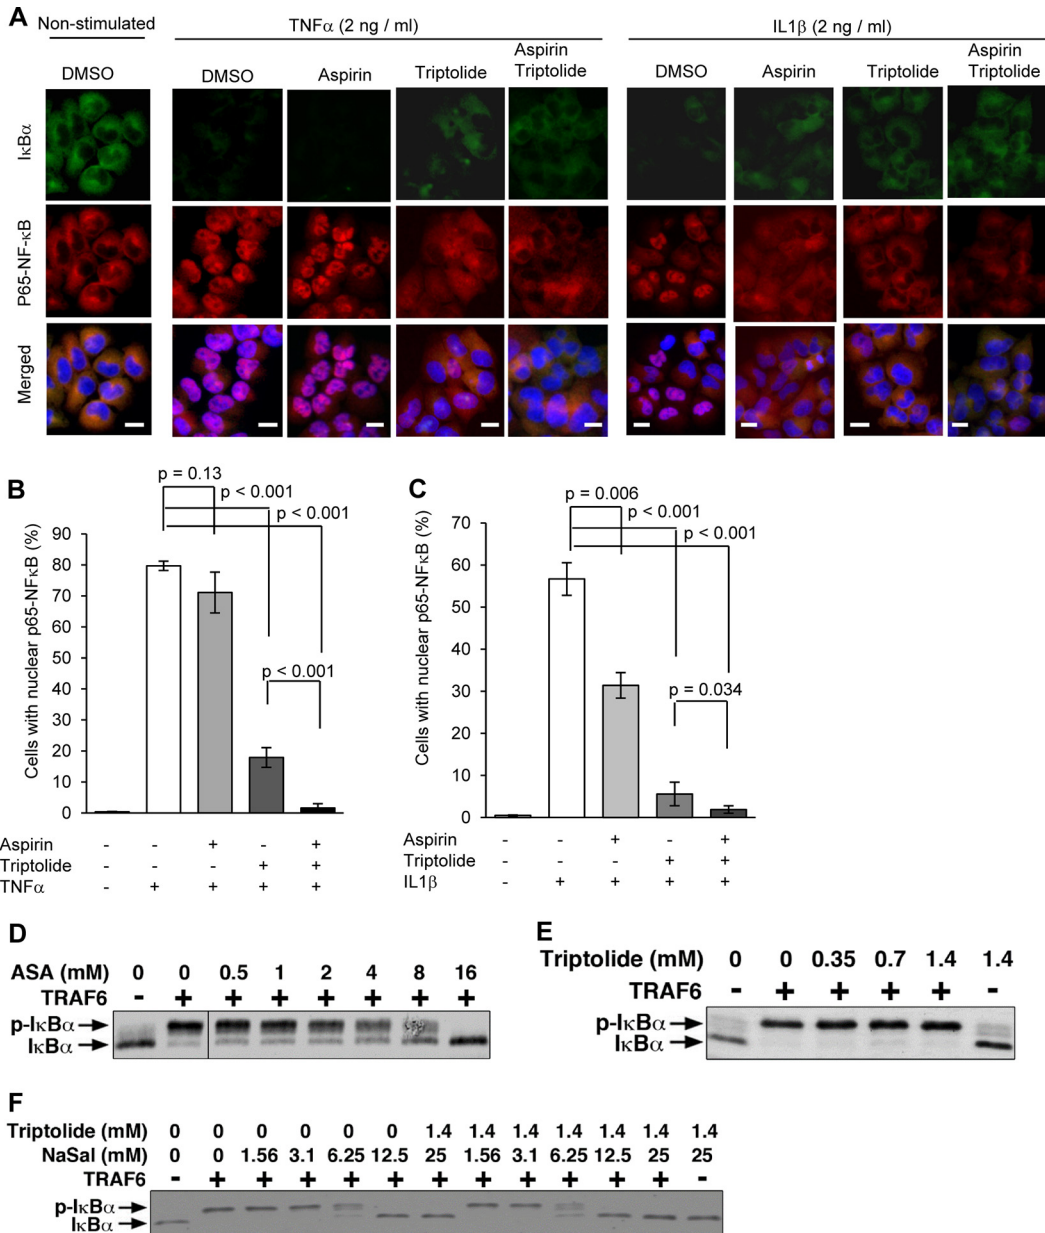 A
Non-stimulated
TNFα (2 ng / ml)
IL1β (2 ng / ml)
DMSO
DMSO
Aspirin
Triptolide
Aspirin
Triptolide
DMSO
Aspirin
Triptolide
Aspirin
Triptolide
IκBα
P65-NF-κB
Merged
B
p = 0.13
p < 0.001
p < 0.001
p < 0.001
Cells with nuclear p65-NFκB (%)
90
80
70
60
50
40
30
20
10
0
Aspirin - - + - +
Triptolide - - - + +
TNFα - + + + +
C
p = 0.006
p < 0.001
p < 0.001
p = 0.034
Cells with nuclear p65-NFκB (%)
70
60
50
40
30
20
10
0
Aspirin - - + - +
Triptolide - - - + +
IL1β - + + + +
D
ASA (mM) 0 0 0.5 1 2 4 8 16
TRAF6 - + + + + + + +
p-IκBα
IκBα
E
Triptolide (mM) 0 0 0.35 0.7 1.4 1.4
TRAF6 - + + + + -
p-IκBα
IκBα
F
Triptolide (mM) 0 0 0 0 0 0 1.4 1.4 1.4 1.4 1.4 1.4 1.4
NaSal (mM) 0 0 1.56 3.1 6.25 12.5 25 1.56 3.1 6.25 12.5 25 25
TRAF6 - + + + + + + + + + + + -
p-IκBα
IκBα